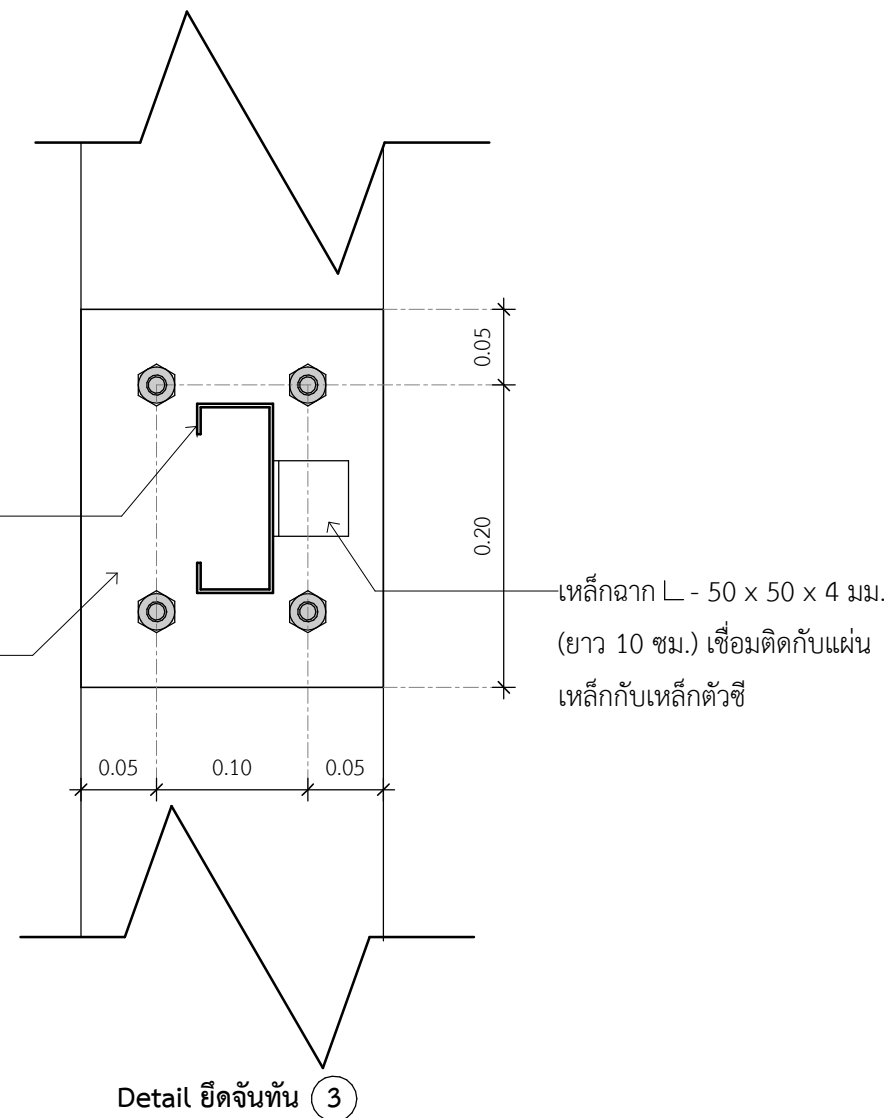 0.05
0.20
เหล็กฉาก ∟ - 50 x 50 x 4 มม.
(ยาว 10 ซม.) เชื่อมติดกับแผ่น
เหล็กกับเหล็กตัวซี
0.05 0.10 0.05
Detail ยึดจันทัน 3